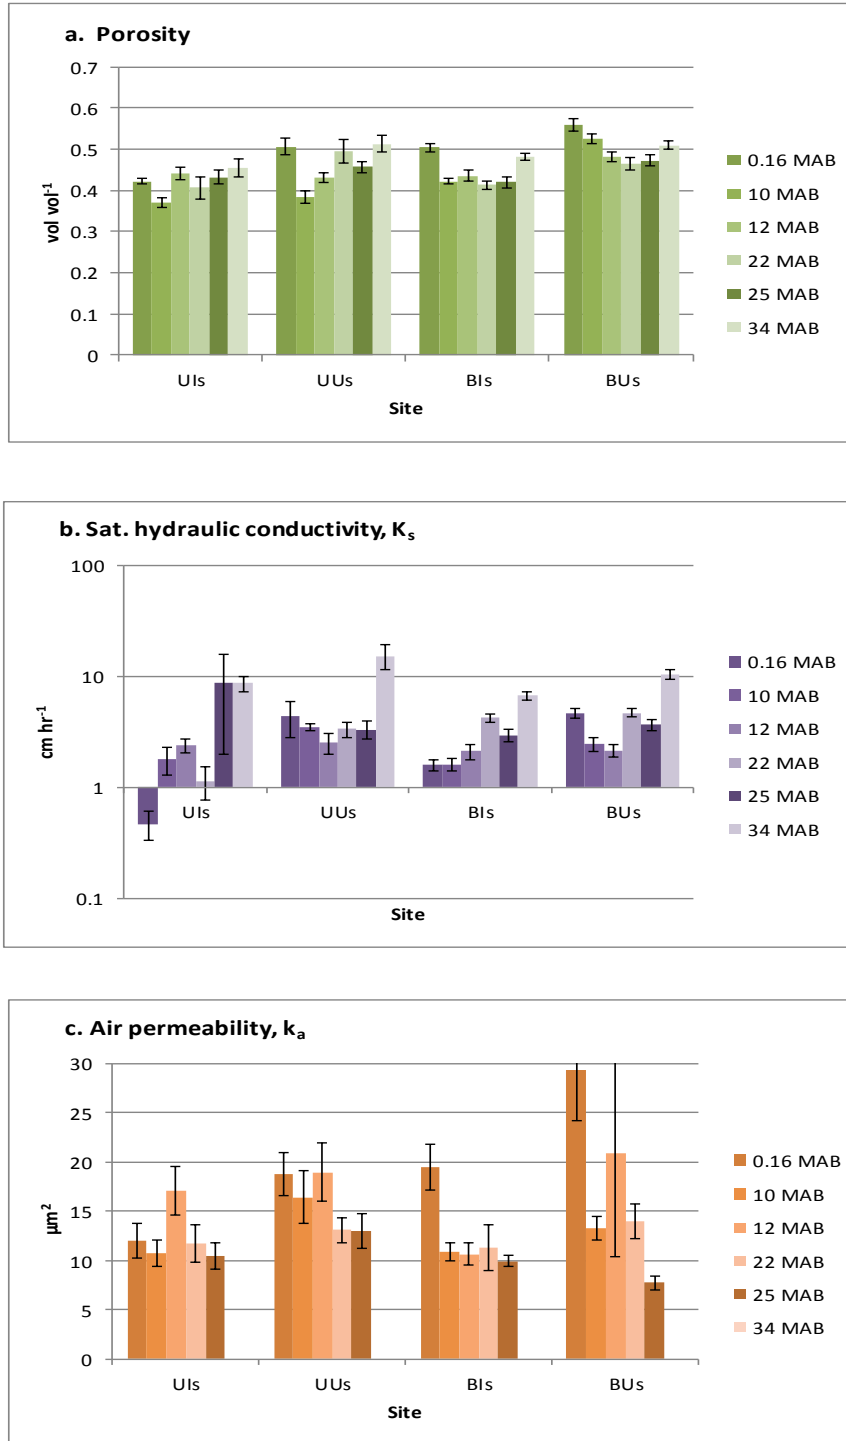 a. Porosity
0.7
0.6
0.5
0.4
0.3
0.2
0.1
0
vol vol⁻¹
UIs UUs BIs BUs
Site
0.16 MAB
10 MAB
12 MAB
22 MAB
25 MAB
34 MAB
b. Sat. hydraulic conductivity, Kₛ
100
10
1
0.1
cm hr⁻¹
UIs UUs BIs BUs
Site
0.16 MAB
10 MAB
12 MAB
22 MAB
25 MAB
34 MAB
c. Air permeability, kₐ
30
25
20
15
10
5
0
µm²
UIs UUs BIs BUs
Site
0.16 MAB
10 MAB
12 MAB
22 MAB
25 MAB
34 MAB